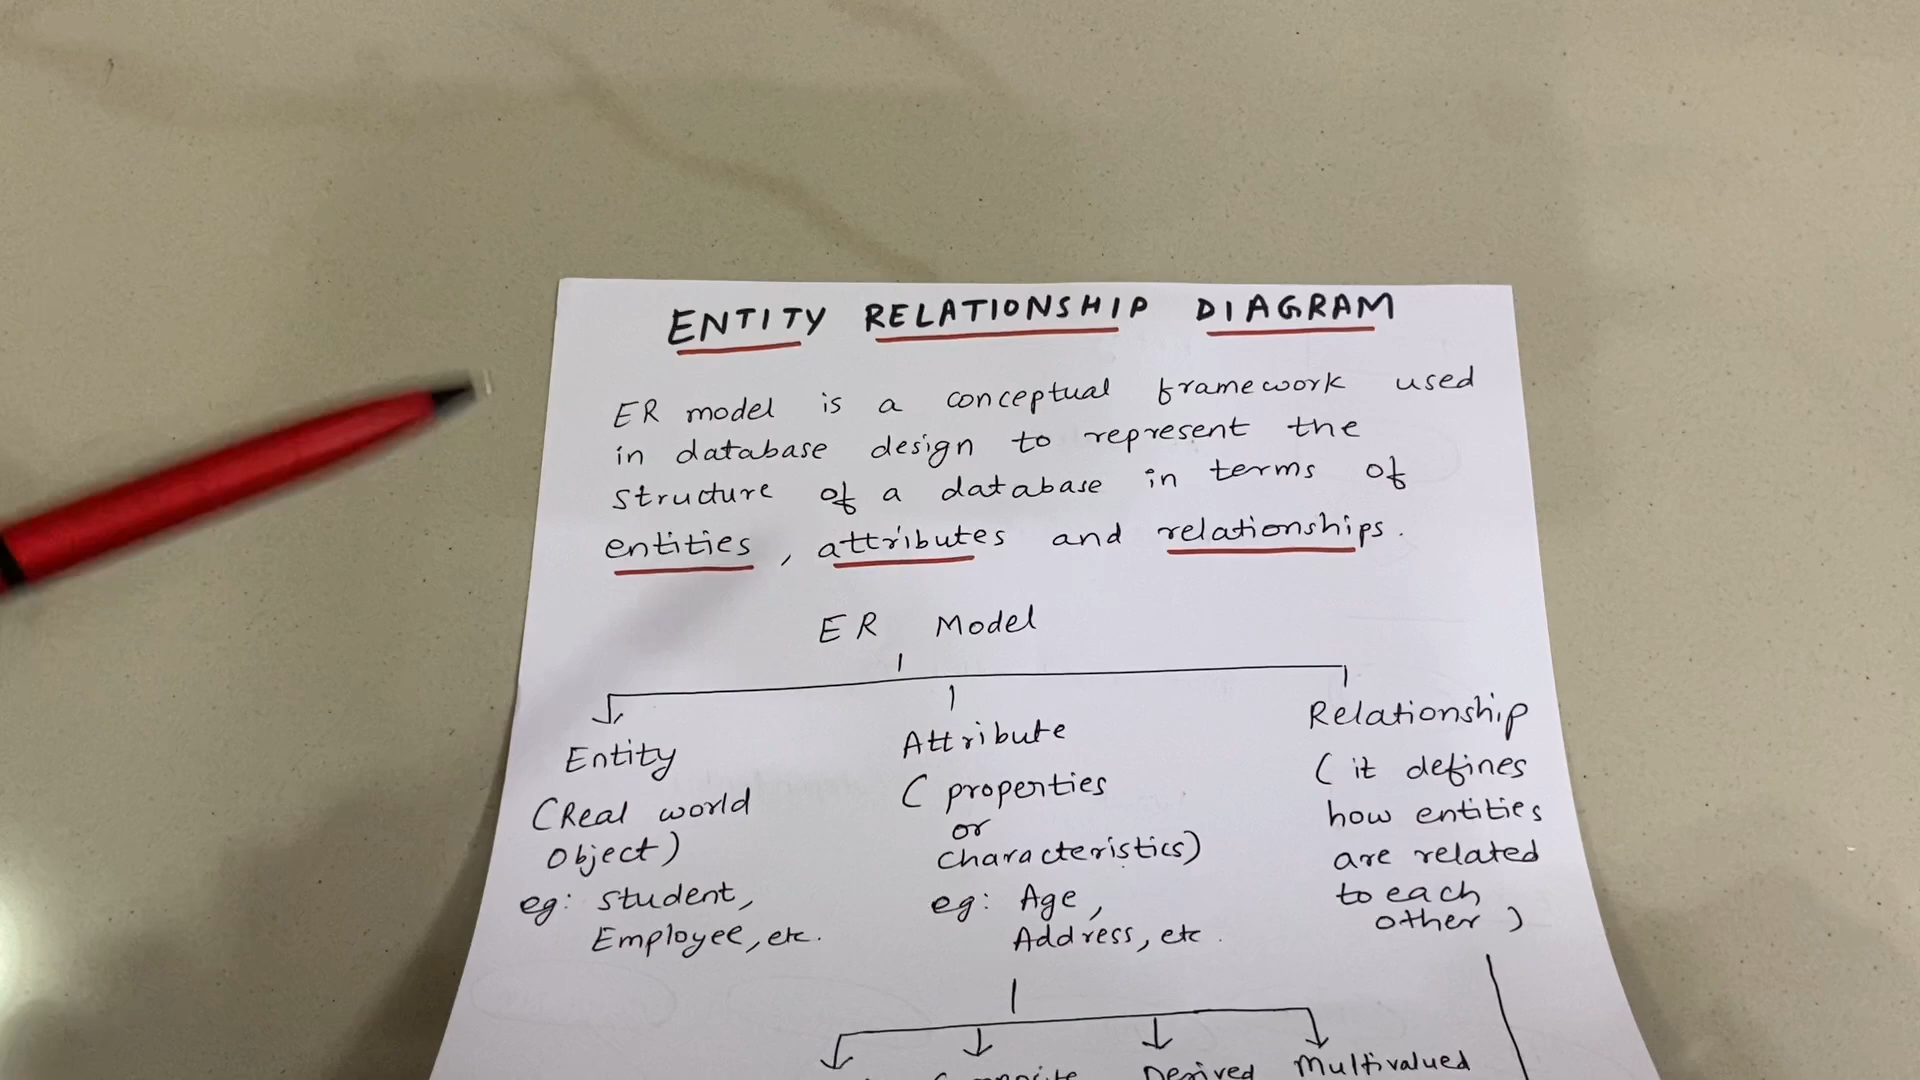 ENTITY RELATIONSHIP DIAGRAM
ER model is a conceptual framework used
in database design to represent the
structure of a database in terms of
entities, attributes and relationships.
ER Model
Entity
(Real world
Object)
eg: Student,
Employee, etc.
Attribute
( properties
or
characteristics)
eg: Age,
Address, etc.
Relationship
( it defines
how entities
are related
to each
other )
Composite Derived Multivalued